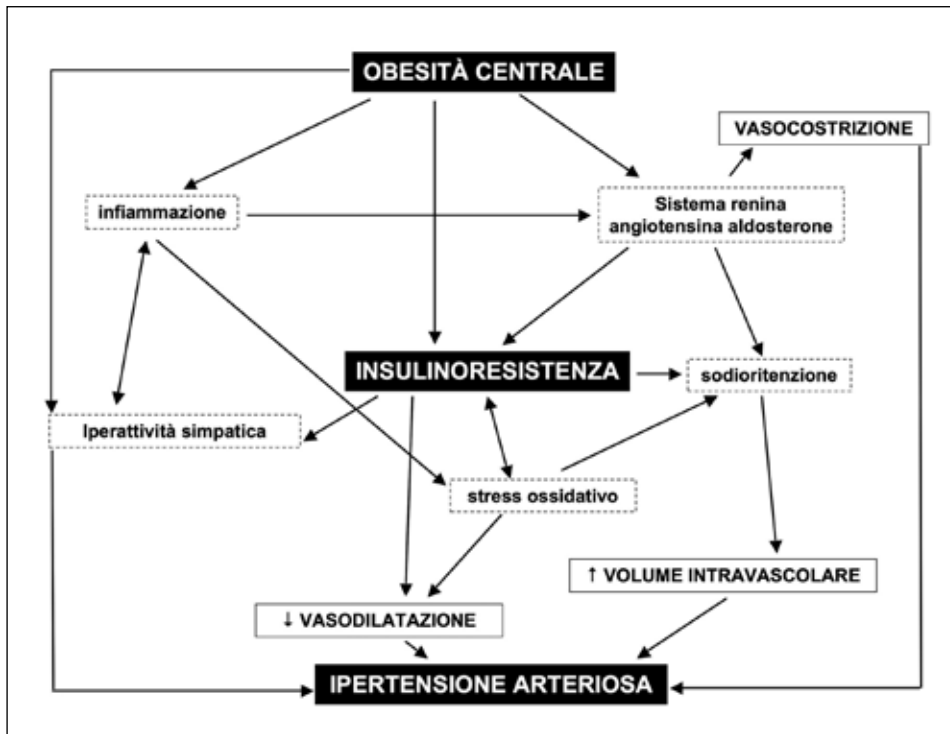 OBESITÀ CENTRALE
VASOCOSTRIZIONE
infiammazione
Sistema renina
angiotensina aldosterone
INSULINORESISTENZA
sodioritenzione
Iperattività simpatica
stress ossidativo
↑ VOLUME INTRAVASCOLARE
↓ VASODILATAZIONE
IPERTENSIONE ARTERIOSA